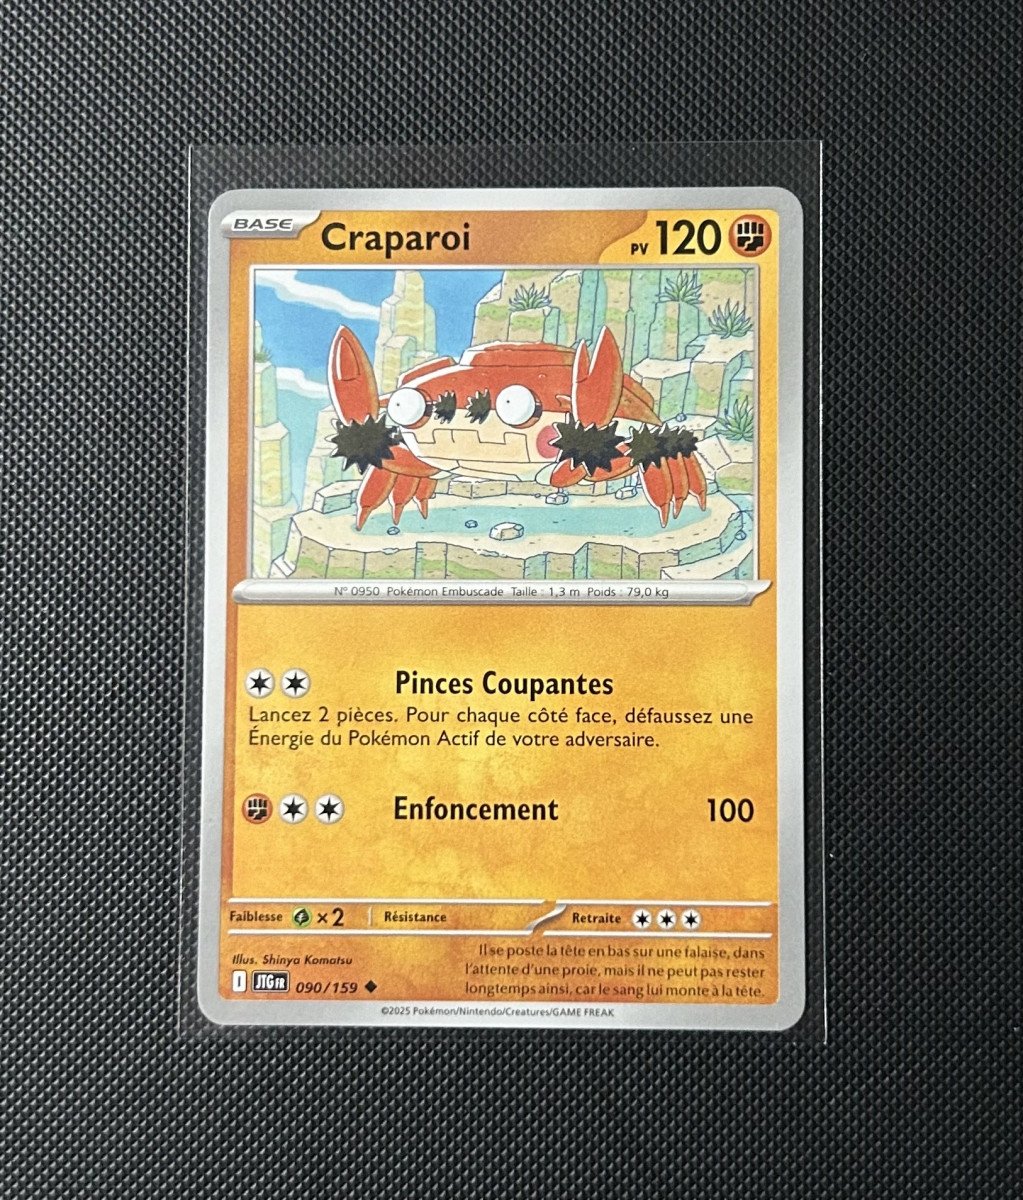 BASE Craparoi PV 120
N° 0950 Pokémon Embuscade Taille : 1,3 m Poids : 79,0 kg
Pinces Coupantes
Lancez 2 pièces. Pour chaque côté face, défaussez une
Énergie du Pokémon Actif de votre adversaire.
Enfoncement 100
Faiblesse ×2 Résistance Retraite
Illus. Shinya Komatsu
I JTG FR 090/159
Il se poste la tête en bas sur une falaise, dans
l'attente d'une proie, mais il ne peut pas rester
longtemps ainsi, car le sang lui monte à la tête.
©2025 Pokémon/Nintendo/Creatures/GAME FREAK